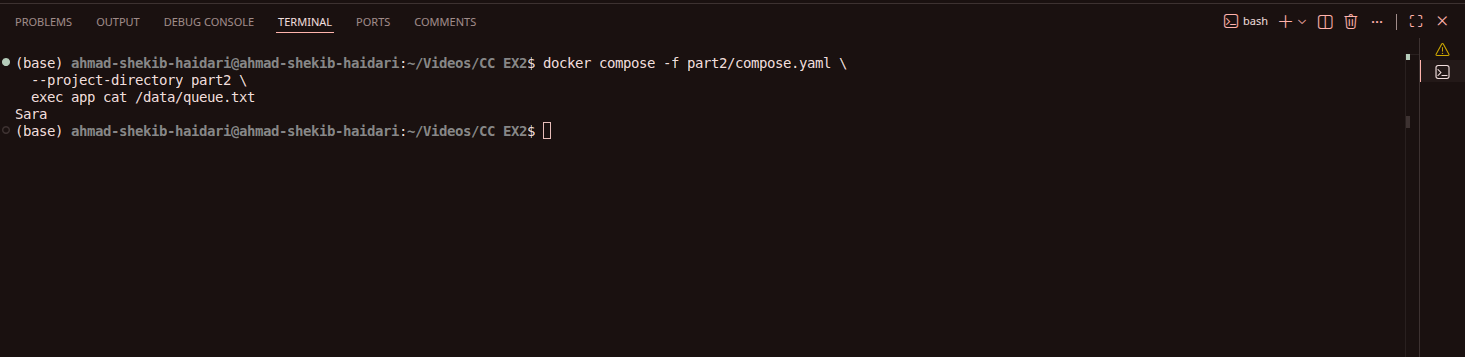 PROBLEMS OUTPUT DEBUG CONSOLE TERMINAL PORTS COMMENTS bash
(base) ahmad-shekib-haidari@ahmad-shekib-haidari:~/Videos/CC EX2$ docker compose -f part2/compose.yaml \
  --project-directory part2 \
  exec app cat /data/queue.txt
Sara
(base) ahmad-shekib-haidari@ahmad-shekib-haidari:~/Videos/CC EX2$